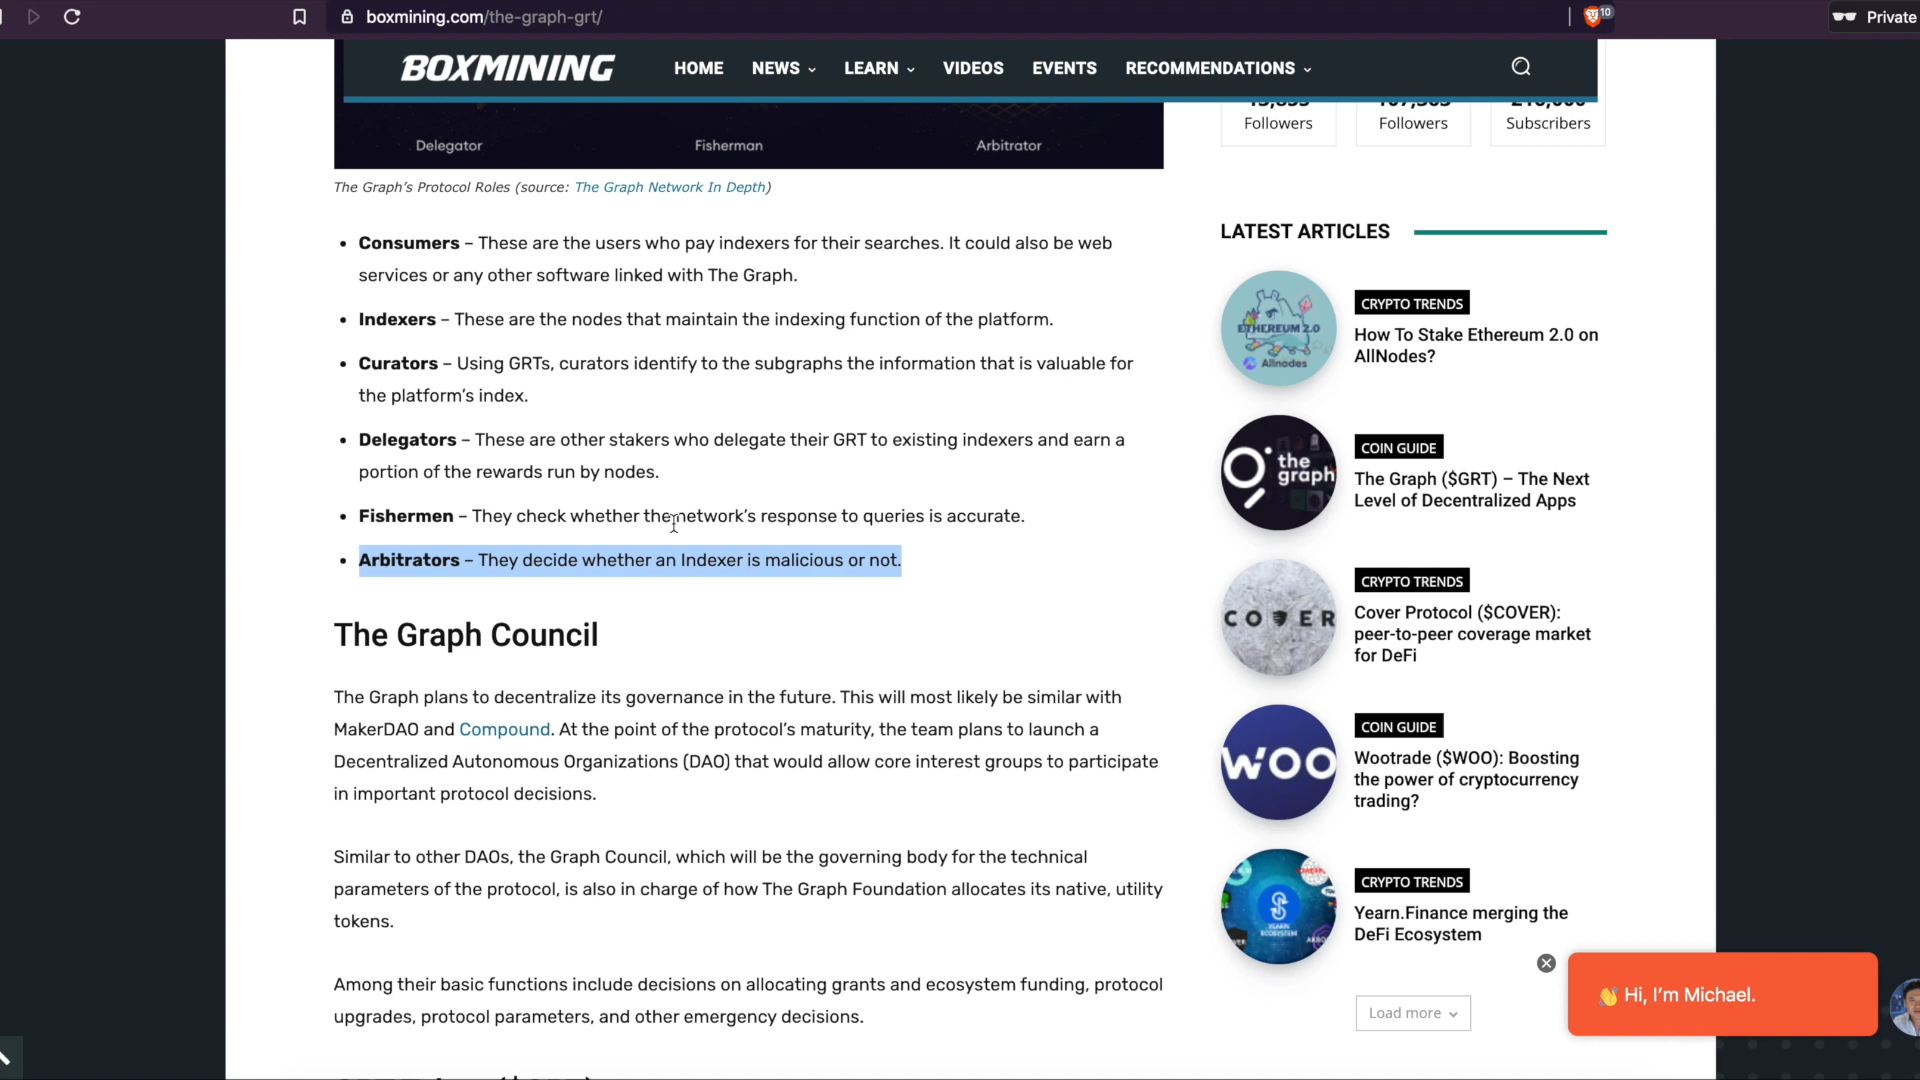 boxmining.com/the-graph-grt/
10
Private
BOXMINING
HOME
NEWS
LEARN
VIDEOS
EVENTS
RECOMMENDATIONS
Delegator
Fisherman
Arbitrator
Followers
Followers
Subscribers
The Graph's Protocol Roles (source: The Graph Network In Depth)
• Consumers – These are the users who pay indexers for their searches. It could also be web
services or any other software linked with The Graph.
• Indexers – These are the nodes that maintain the indexing function of the platform.
• Curators – Using GRTs, curators identify to the subgraphs the information that is valuable for
the platform's index.
• Delegators – These are other stakers who delegate their GRT to existing indexers and earn a
portion of the rewards run by nodes.
• Fishermen – They check whether the network's response to queries is accurate.
• Arbitrators – They decide whether an Indexer is malicious or not.
The Graph Council
The Graph plans to decentralize its governance in the future. This will most likely be similar with
MakerDAO and Compound. At the point of the protocol's maturity, the team plans to launch a
Decentralized Autonomous Organizations (DAO) that would allow core interest groups to participate
in important protocol decisions.
Similar to other DAOs, the Graph Council, which will be the governing body for the technical
parameters of the protocol, is also in charge of how The Graph Foundation allocates its native, utility
tokens.
Among their basic functions include decisions on allocating grants and ecosystem funding, protocol
upgrades, protocol parameters, and other emergency decisions.
LATEST ARTICLES
ETHEREUM 2.0
Allnodes
CRYPTO TRENDS
How To Stake Ethereum 2.0 on
AllNodes?
the
graph
COIN GUIDE
The Graph ($GRT) – The Next
Level of Decentralized Apps
COVER
CRYPTO TRENDS
Cover Protocol ($COVER):
peer-to-peer coverage market
for DeFi
WOO
COIN GUIDE
Wootrade ($WOO): Boosting
the power of cryptocurrency
trading?
CRYPTO TRENDS
Yearn.Finance merging the
DeFi Ecosystem
Load more
👋 Hi, I'm Michael.